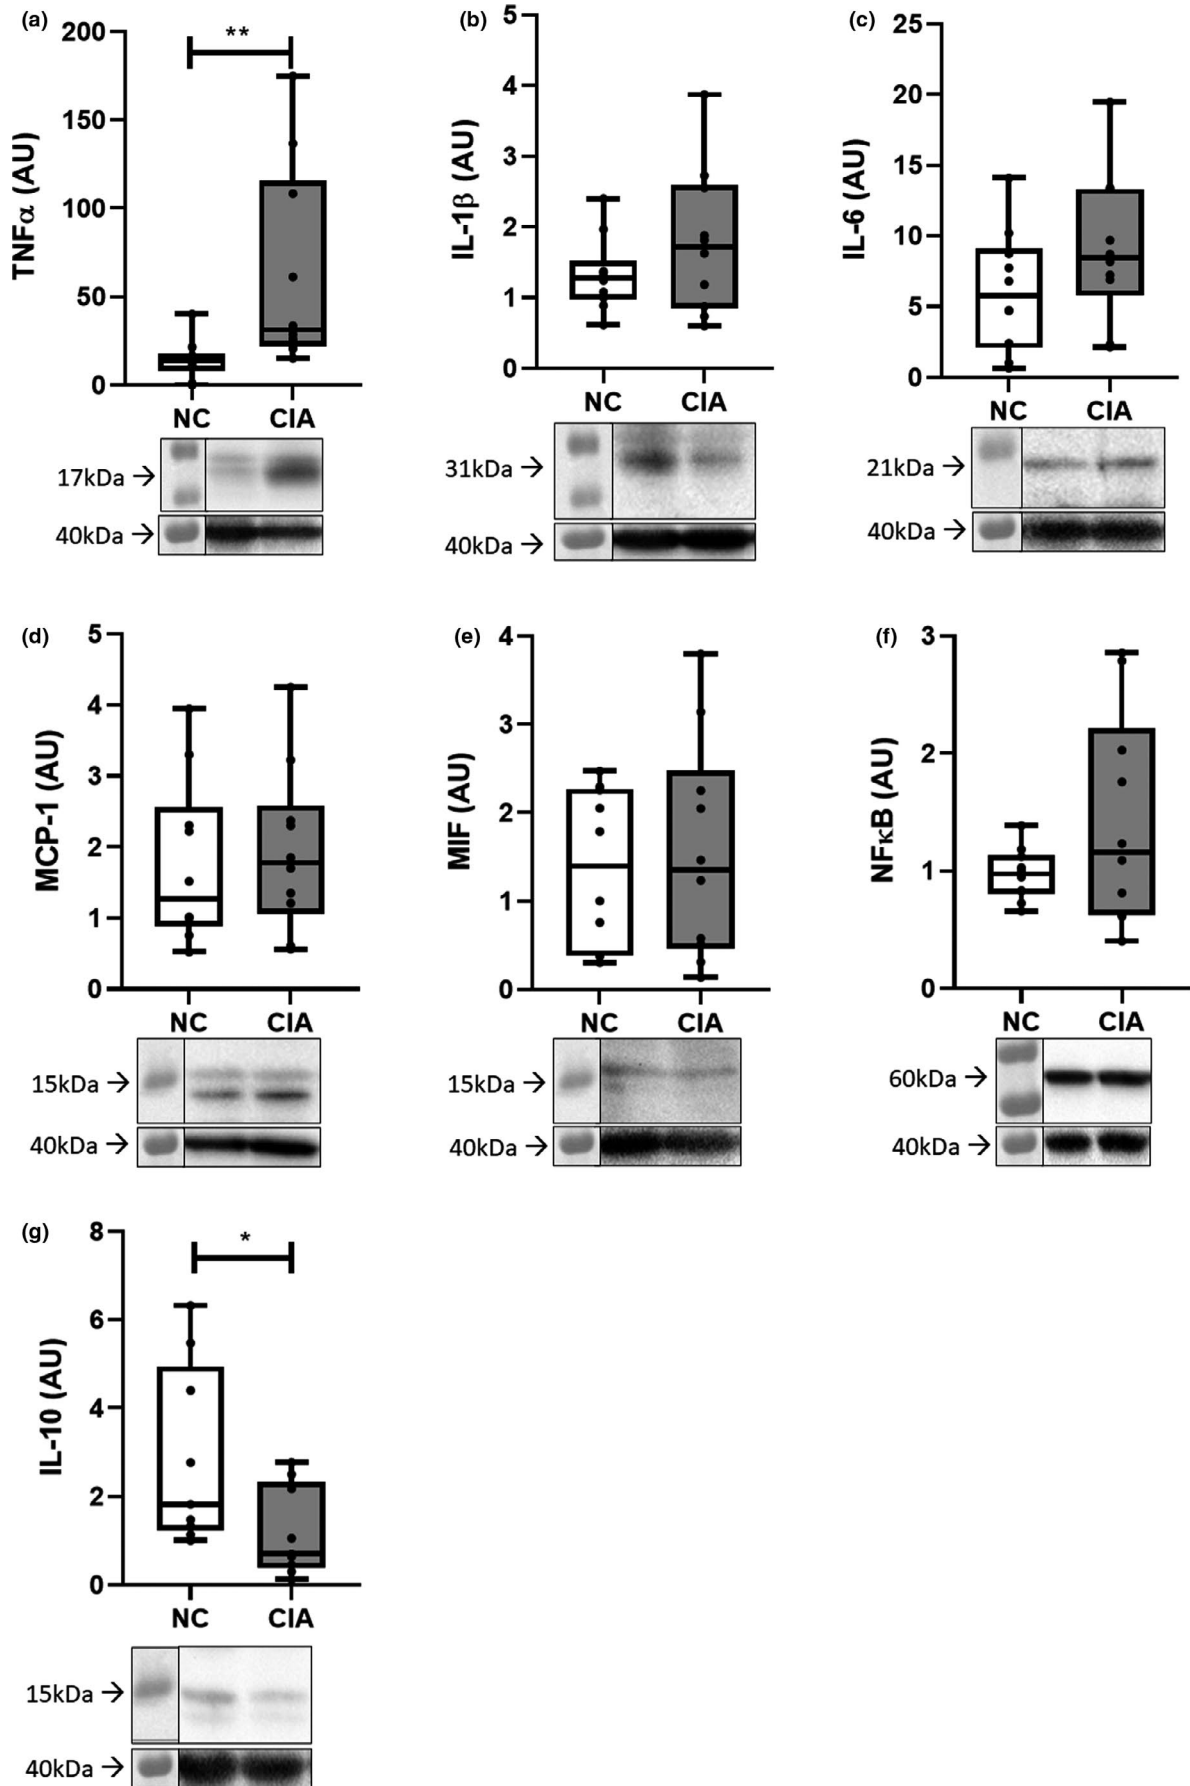 (a)
TNFα (AU)
200
150
100
50
0
**
NC CIA
17kDa →
40kDa →
(b)
IL-1β (AU)
5
4
3
2
1
0
NC CIA
31kDa →
40kDa →
(c)
IL-6 (AU)
25
20
15
10
5
0
NC CIA
21kDa →
40kDa →
(d)
MCP-1 (AU)
5
4
3
2
1
0
NC CIA
15kDa →
40kDa →
(e)
MIF (AU)
4
3
2
1
0
NC CIA
15kDa →
40kDa →
(f)
NFκB (AU)
3
2
1
0
NC CIA
60kDa →
40kDa →
(g)
IL-10 (AU)
8
6
4
2
0
*
NC CIA
15kDa →
40kDa →